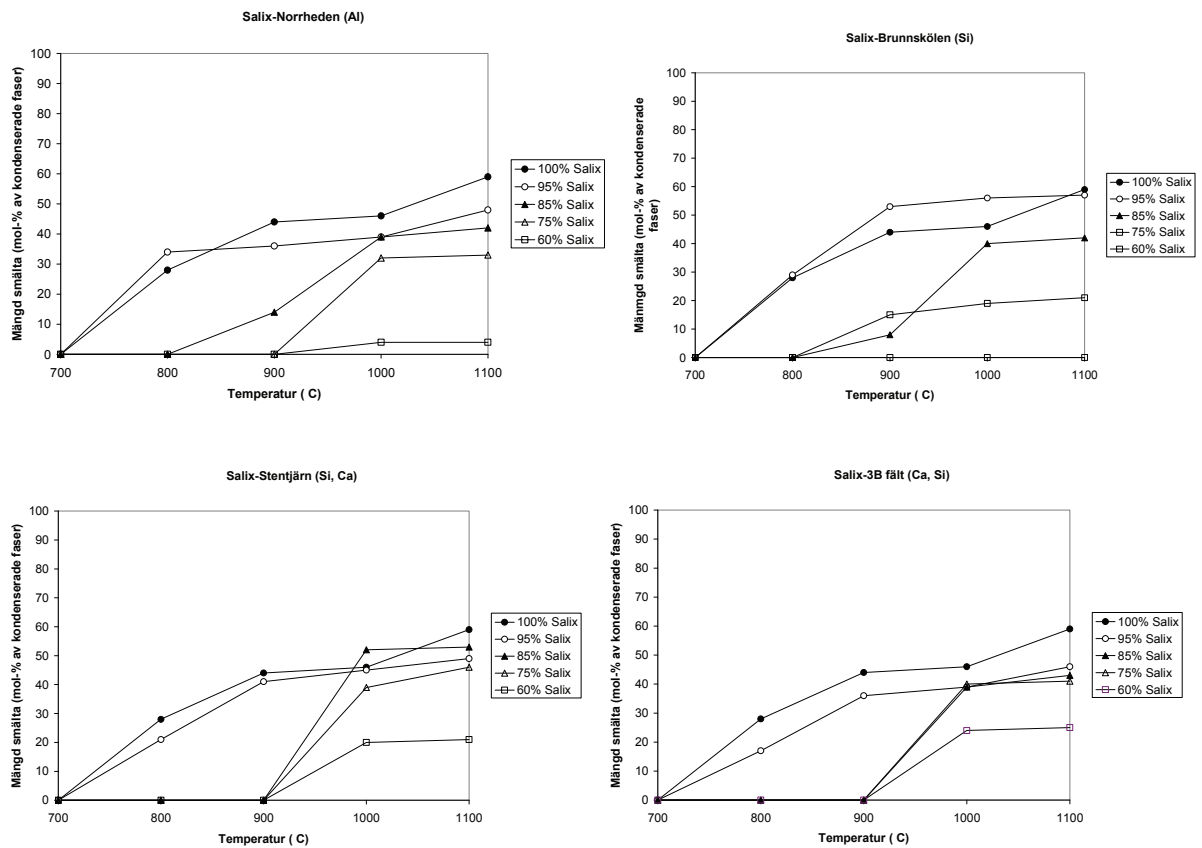 Salix-Norrheden (Al)
Mängd smälta (mol-% av kondenserade faser)
100
90
80
70
60
50
40
30
20
10
0
700 800 900 1000 1100
Temperatur ( C)
100% Salix
95% Salix
85% Salix
75% Salix
60% Salix
Salix-Brunnskölen (Si)
Mänmgd smälta (mol-% av kondenserade
faser)
100
90
80
70
60
50
40
30
20
10
0
700 800 900 1000 1100
Temperatur ( C)
100% Salix
95% Salix
85% Salix
75% Salix
60% Salix
Salix-Stentjärn (Si, Ca)
Mängd smälta (mol-% av kondenserade faser)
100
90
80
70
60
50
40
30
20
10
0
700 800 900 1000 1100
Temperatur ( C)
100% Salix
95% Salix
85% Salix
75% Salix
60% Salix
Salix-3B fält (Ca, Si)
Mängd smälta (mol-% av kondenserade faser)
100
90
80
70
60
50
40
30
20
10
0
700 800 900 1000 1100
Temperatur ( C)
100% Salix
95% Salix
85% Salix
75% Salix
60% Salix